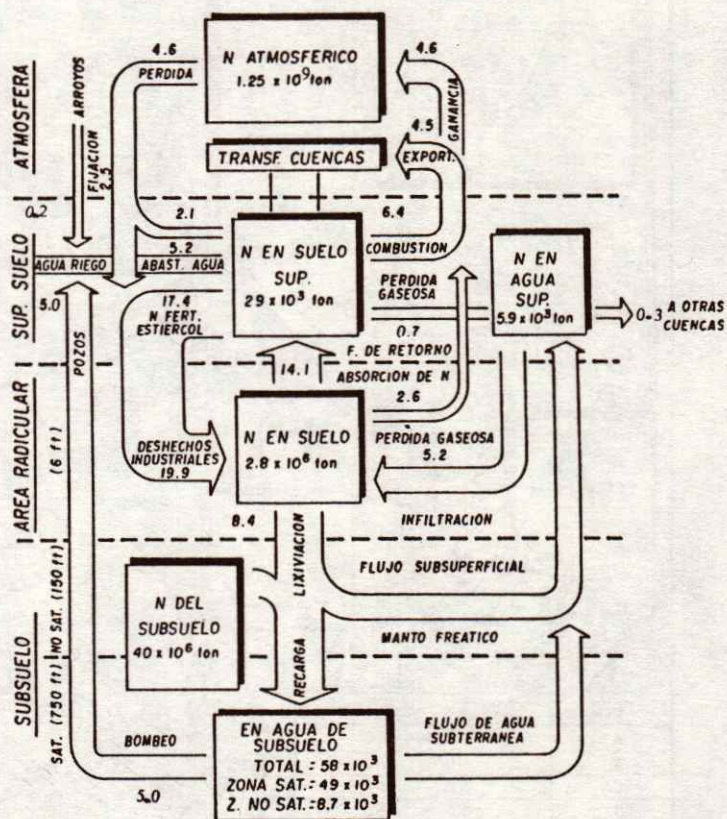 4.6
PERDIDA
N ATMOSFERICO
1.25 x 10⁹ ton
4.6
GANANCIA
4.5
EXPORT.
TRANSF. CUENCAS
ATMOSFERA
ARROYOS
FIJACION
2.5
0.2
2.1
6.4
5.2
N EN SUELO
SUP.
29 x 10³ ton
COMBUSTION
N EN
AGUA
SUP.
5.9 x 10³ ton
AGUA RIEGO
ABAST. AGUA
SUP. SUELO
5.0
17.4
N FERT.
ESTIERCOL
PERDIDA
GASEOSA
0.7
0-3
A OTRAS
CUENCAS
POZOS
F. DE RETORNO
14.1
ABSORCION DE N
2.6
AREA RADICULAR
(6 ft)
DESHECHOS
INDUSTRIALES
19.9
N EN SUELO
2.8 x 10⁶ ton
PERDIDA GASEOSA
5.2
8.4
INFILTRACION
LIXIVIACION
FLUJO SUBSUPERFICIAL
SUBSUELO
NO SAT. (150 ft)
SAT. (750 ft)
N DEL
SUBSUELO
40 x 10⁶ ton
MANTO FREATICO
RECARGA
BOMBEO
5.0
EN AGUA DE
SUBSUELO
TOTAL = 58 x 10³
ZONA SAT. = 49 x 10³
Z. NO SAT. = 8.7 x 10³
FLUJO DE AGUA
SUBTERRANEA